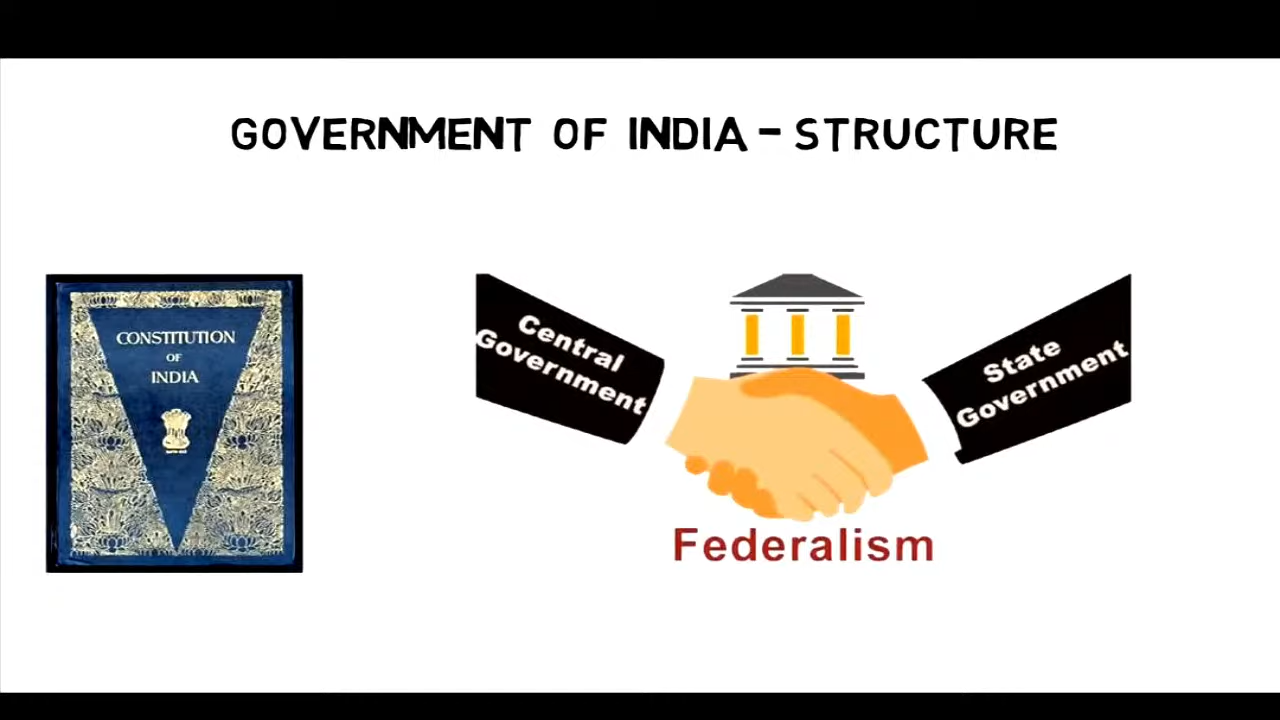 GOVERNMENT OF INDIA - STRUCTURE
CONSTITUTION
OF
INDIA
Central
Government
State
Government
Federalism